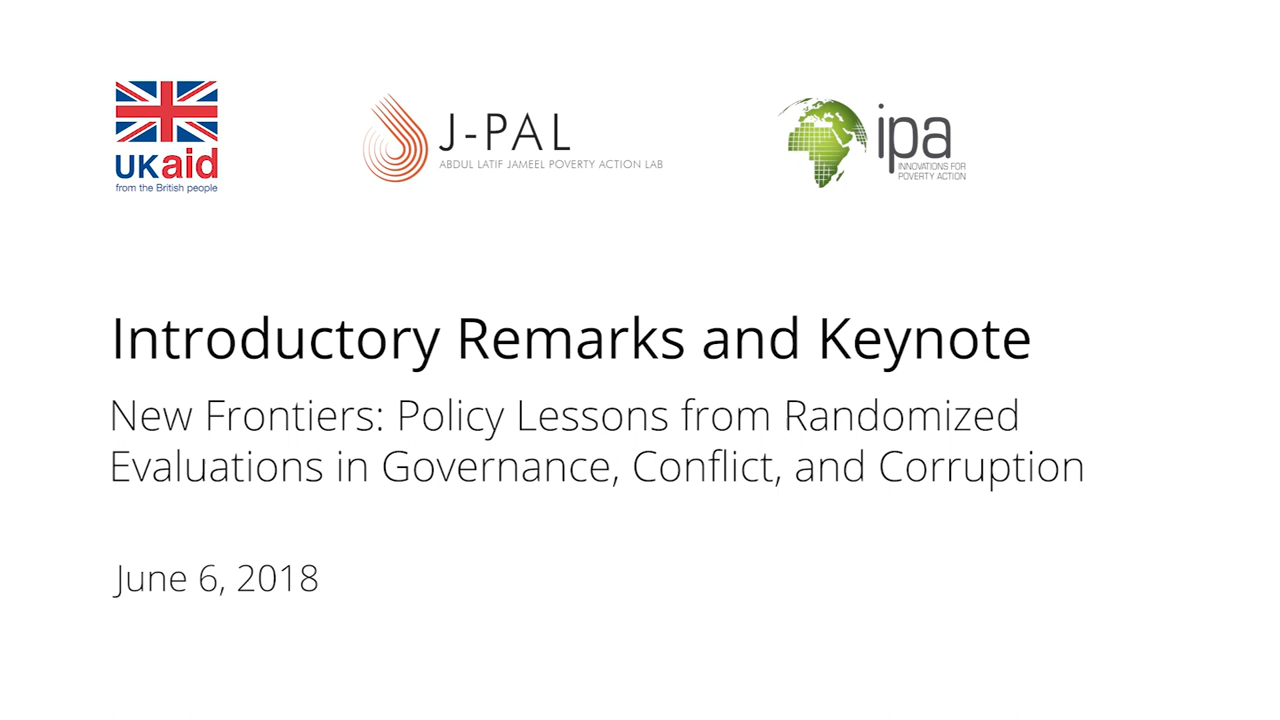 UKaid
from the British people
J-PAL
ABDUL LATIF JAMEEL POVERTY ACTION LAB
ipa
INNOVATIONS FOR
POVERTY ACTION
Introductory Remarks and Keynote
New Frontiers: Policy Lessons from Randomized
Evaluations in Governance, Conflict, and Corruption
June 6, 2018